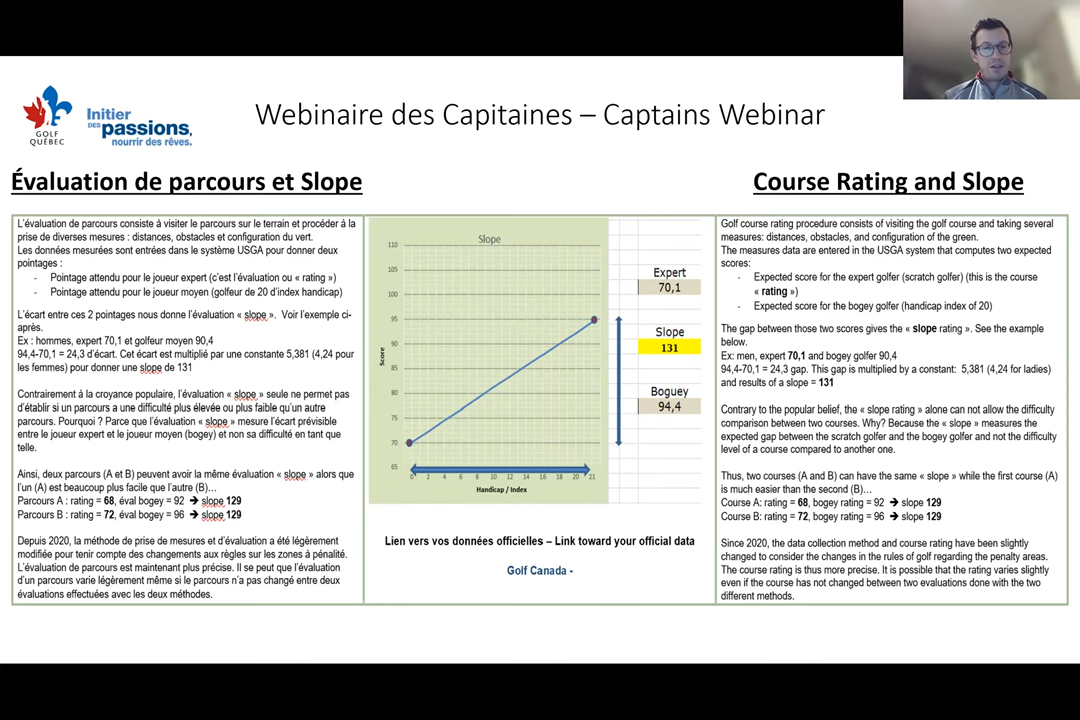 GOLF
QUÉBEC
Initier
DES
passions,
nourrir des rêves.
Webinaire des Capitaines – Captains Webinar
Évaluation de parcours et Slope
L'évaluation de parcours consiste à visiter le parcours sur le terrain et procéder à la
prise de diverses mesures : distances, obstacles et configuration du vert.
Les données mesurées sont entrées dans le système USGA pour donner deux
pointages :
- Pointage attendu pour le joueur expert (c'est l'évaluation ou « rating »)
- Pointage attendu pour le joueur moyen (golfeur de 20 d'index handicap)
L'écart entre ces 2 pointages nous donne l'évaluation « slope ». Voir l'exemple ci-
après.
Ex : hommes, expert 70,1 et golfeur moyen 90,4
94,4-70,1 = 24,3 d'écart. Cet écart est multiplié par une constante 5,381 (4,24 pour
les femmes) pour donner une slope de 131
Contrairement à la croyance populaire, l'évaluation « slope » seule ne permet pas
d'établir si un parcours a une difficulté plus élevée ou plus faible qu'un autre
parcours. Pourquoi ? Parce que l'évaluation « slope » mesure l'écart prévisible
entre le joueur expert et le joueur moyen (bogey) et non sa difficulté en tant que
telle.
Ainsi, deux parcours (A et B) peuvent avoir la même évaluation « slope » alors que
l'un (A) est beaucoup plus facile que l'autre (B)…
Parcours A : rating = 68, éval bogey = 92 ➔ slope 129
Parcours B : rating = 72, éval bogey = 96 ➔ slope 129
Depuis 2020, la méthode de prise de mesures et d'évaluation a été légèrement
modifiée pour tenir compte des changements aux règles sur les zones à pénalité.
L'évaluation de parcours est maintenant plus précise. Il se peut que l'évaluation
d'un parcours varie légèrement même si le parcours n'a pas changé entre deux
évaluations effectuées avec les deux méthodes.
Slope
110
105
100
95
90
85
80
75
70
65
Score
0 2 4 6 8 10 12 14 16 18 20 21
Handicap / Index
Expert
70,1
Slope
131
Boguey
94,4
Lien vers vos données officielles – Link toward your official data
Golf Canada -
Course Rating and Slope
Golf course rating procedure consists of visiting the golf course and taking several
measures: distances, obstacles, and configuration of the green.
The measures data are entered in the USGA system that computes two expected
scores:
- Expected score for the expert golfer (scratch golfer) (this is the course
« rating »)
- Expected score for the bogey golfer (handicap index of 20)
The gap between those two scores gives the « slope rating ». See the example
below.
Ex: men, expert 70,1 and bogey golfer 90,4
94,4-70,1 = 24,3 gap. This gap is multiplied by a constant: 5,381 (4,24 for ladies)
and results of a slope = 131
Contrary to the popular belief, the « slope rating » alone can not allow the difficulty
comparison between two courses. Why? Because the « slope » measures the
expected gap between the scratch golfer and the bogey golfer and not the difficulty
level of a course compared to another one.
Thus, two courses (A and B) can have the same « slope » while the first course (A)
is much easier than the second (B)…
Course A: rating = 68, bogey rating = 92 ➔ slope 129
Course B: rating = 72, bogey rating = 96 ➔ slope 129
Since 2020, the data collection method and course rating have been slightly
changed to consider the changes in the rules of golf regarding the penalty areas.
The course rating is thus more precise. It is possible that the rating varies slightly
even if the course has not changed between two evaluations done with the two
different methods.